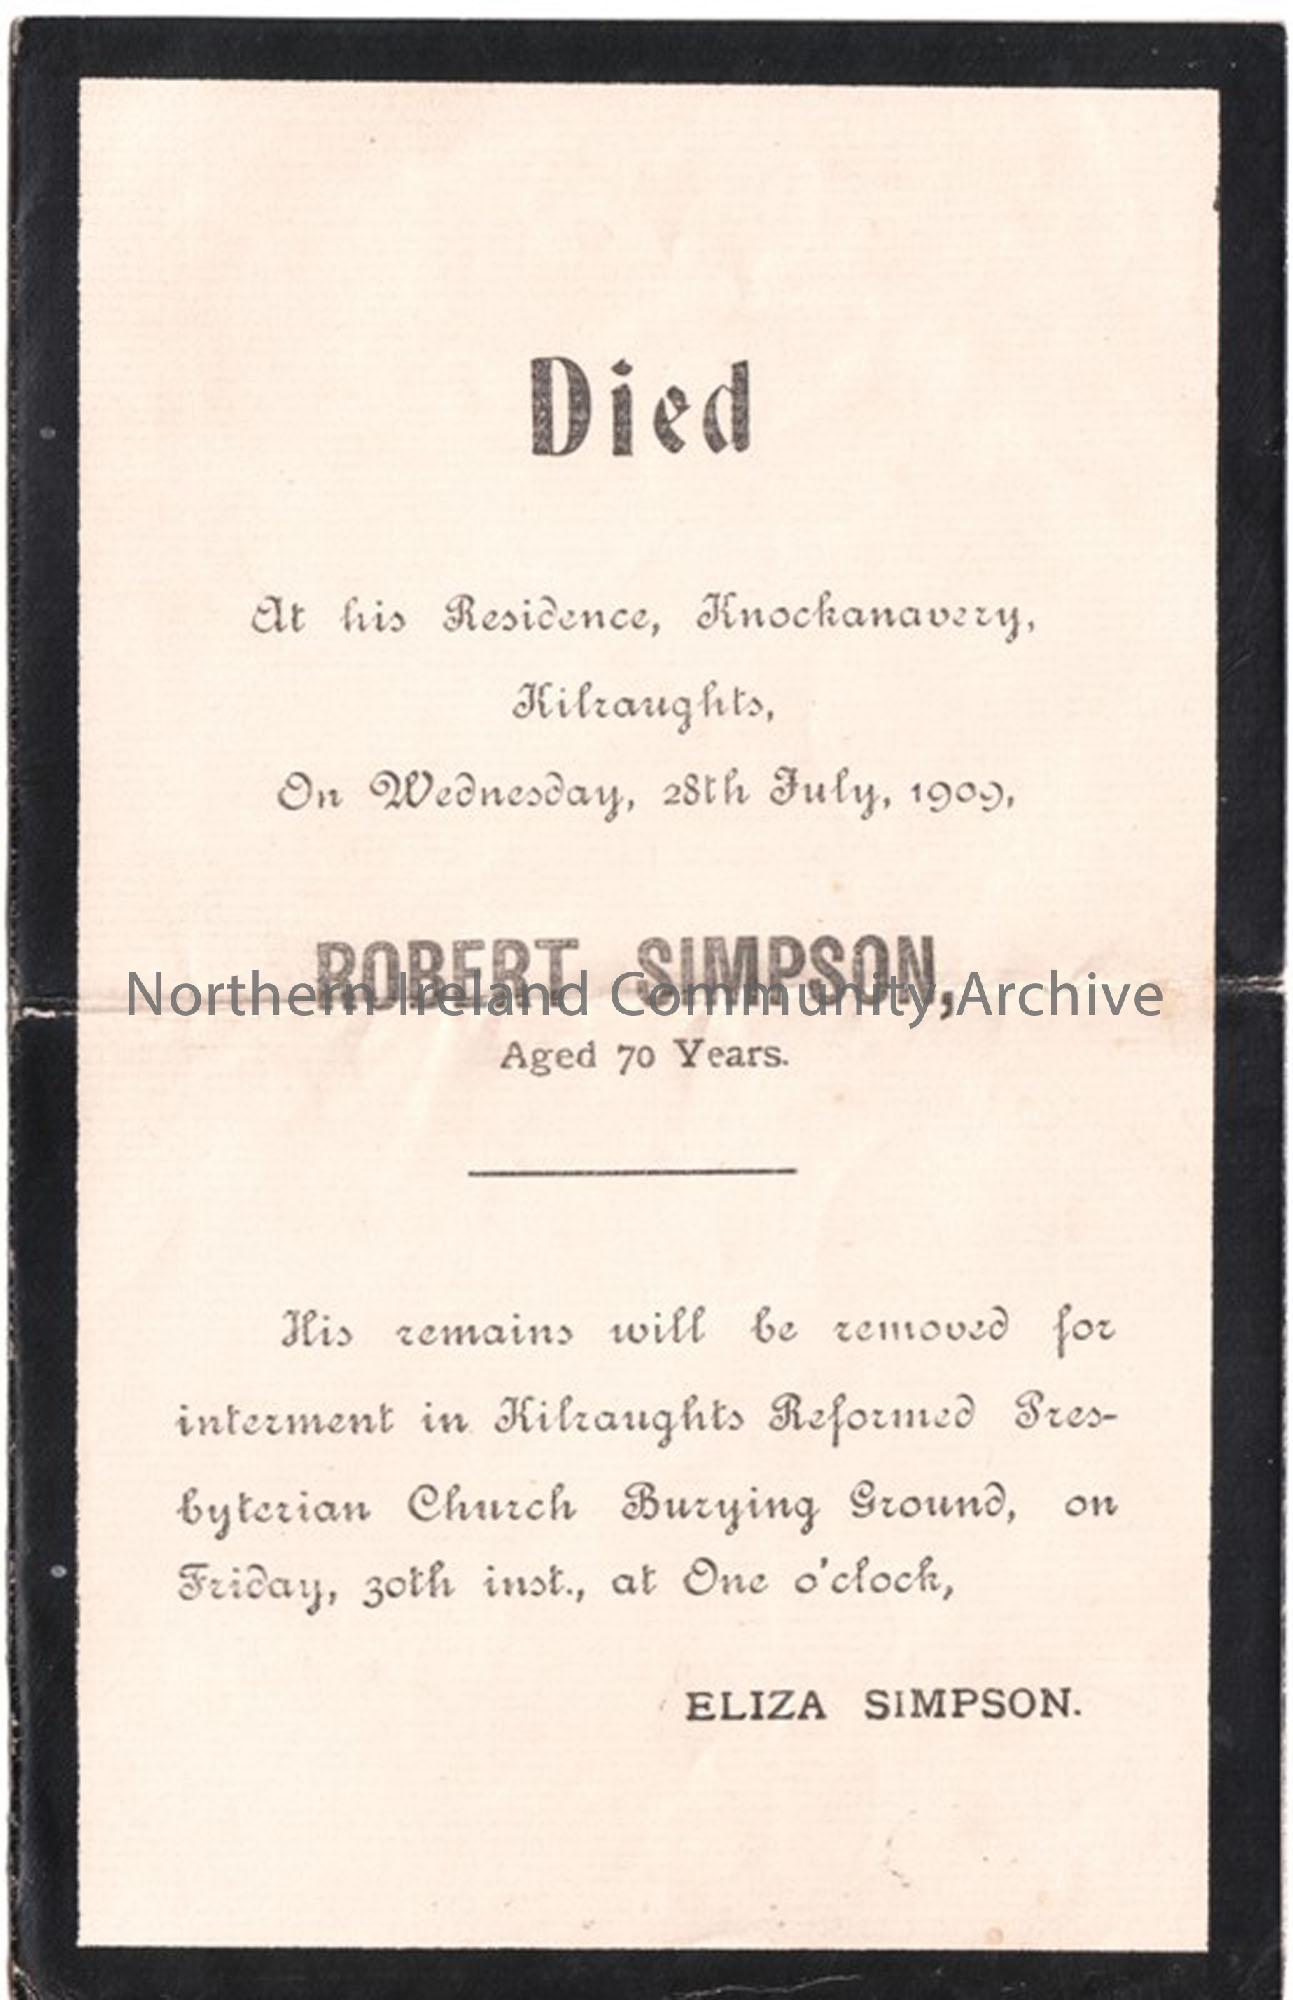 Died
At his Residence, Knockanavery,
Kilraughts,
On Wednesday, 28th July, 1909,
ROBERT SIMPSON,
Northern Ireland Community Archive
Aged 70 Years.
His remains will be removed for
interment in Kilraughts Reformed Pres-
byterian Church Burying Ground, on
Friday, 30th inst., at One o'clock,
ELIZA SIMPSON.